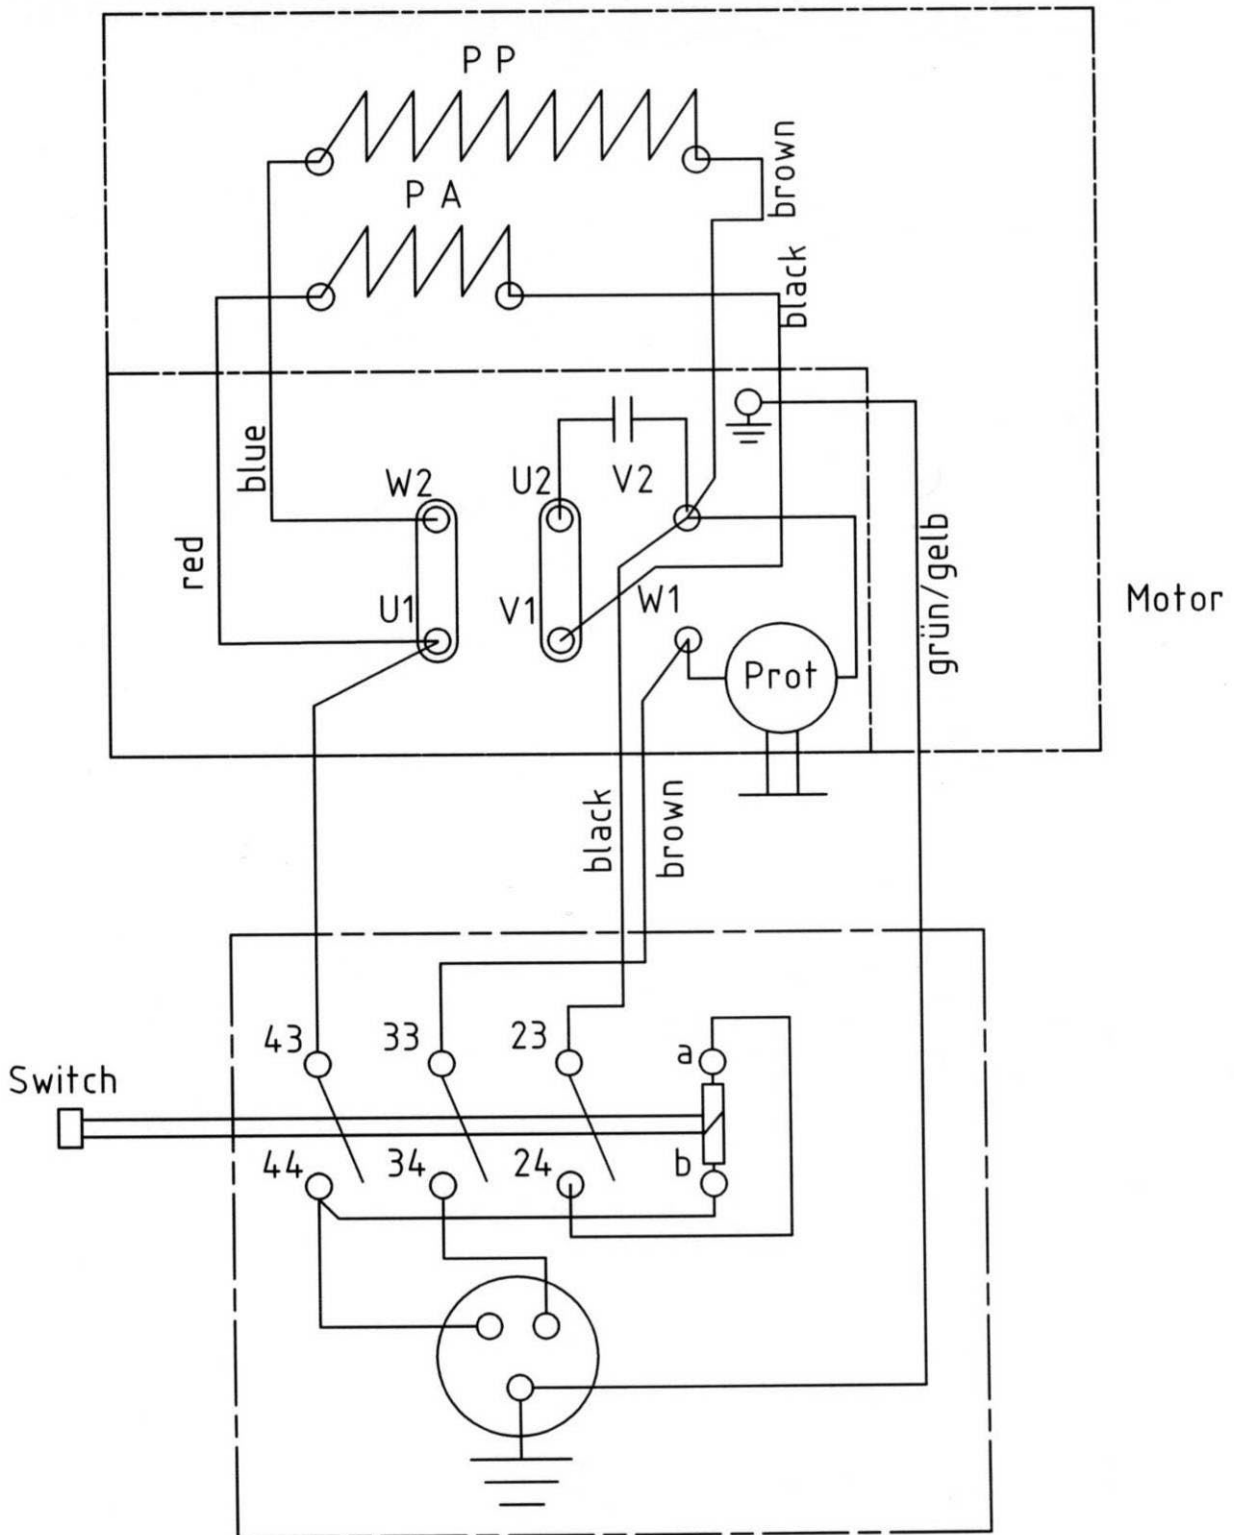 P P
brown
P A
black
blue
W2
U2
V2
red
U1
V1
W1
Prot
grün/gelb
Motor
black
brown
43
33
23
a
Switch
44
34
24
b